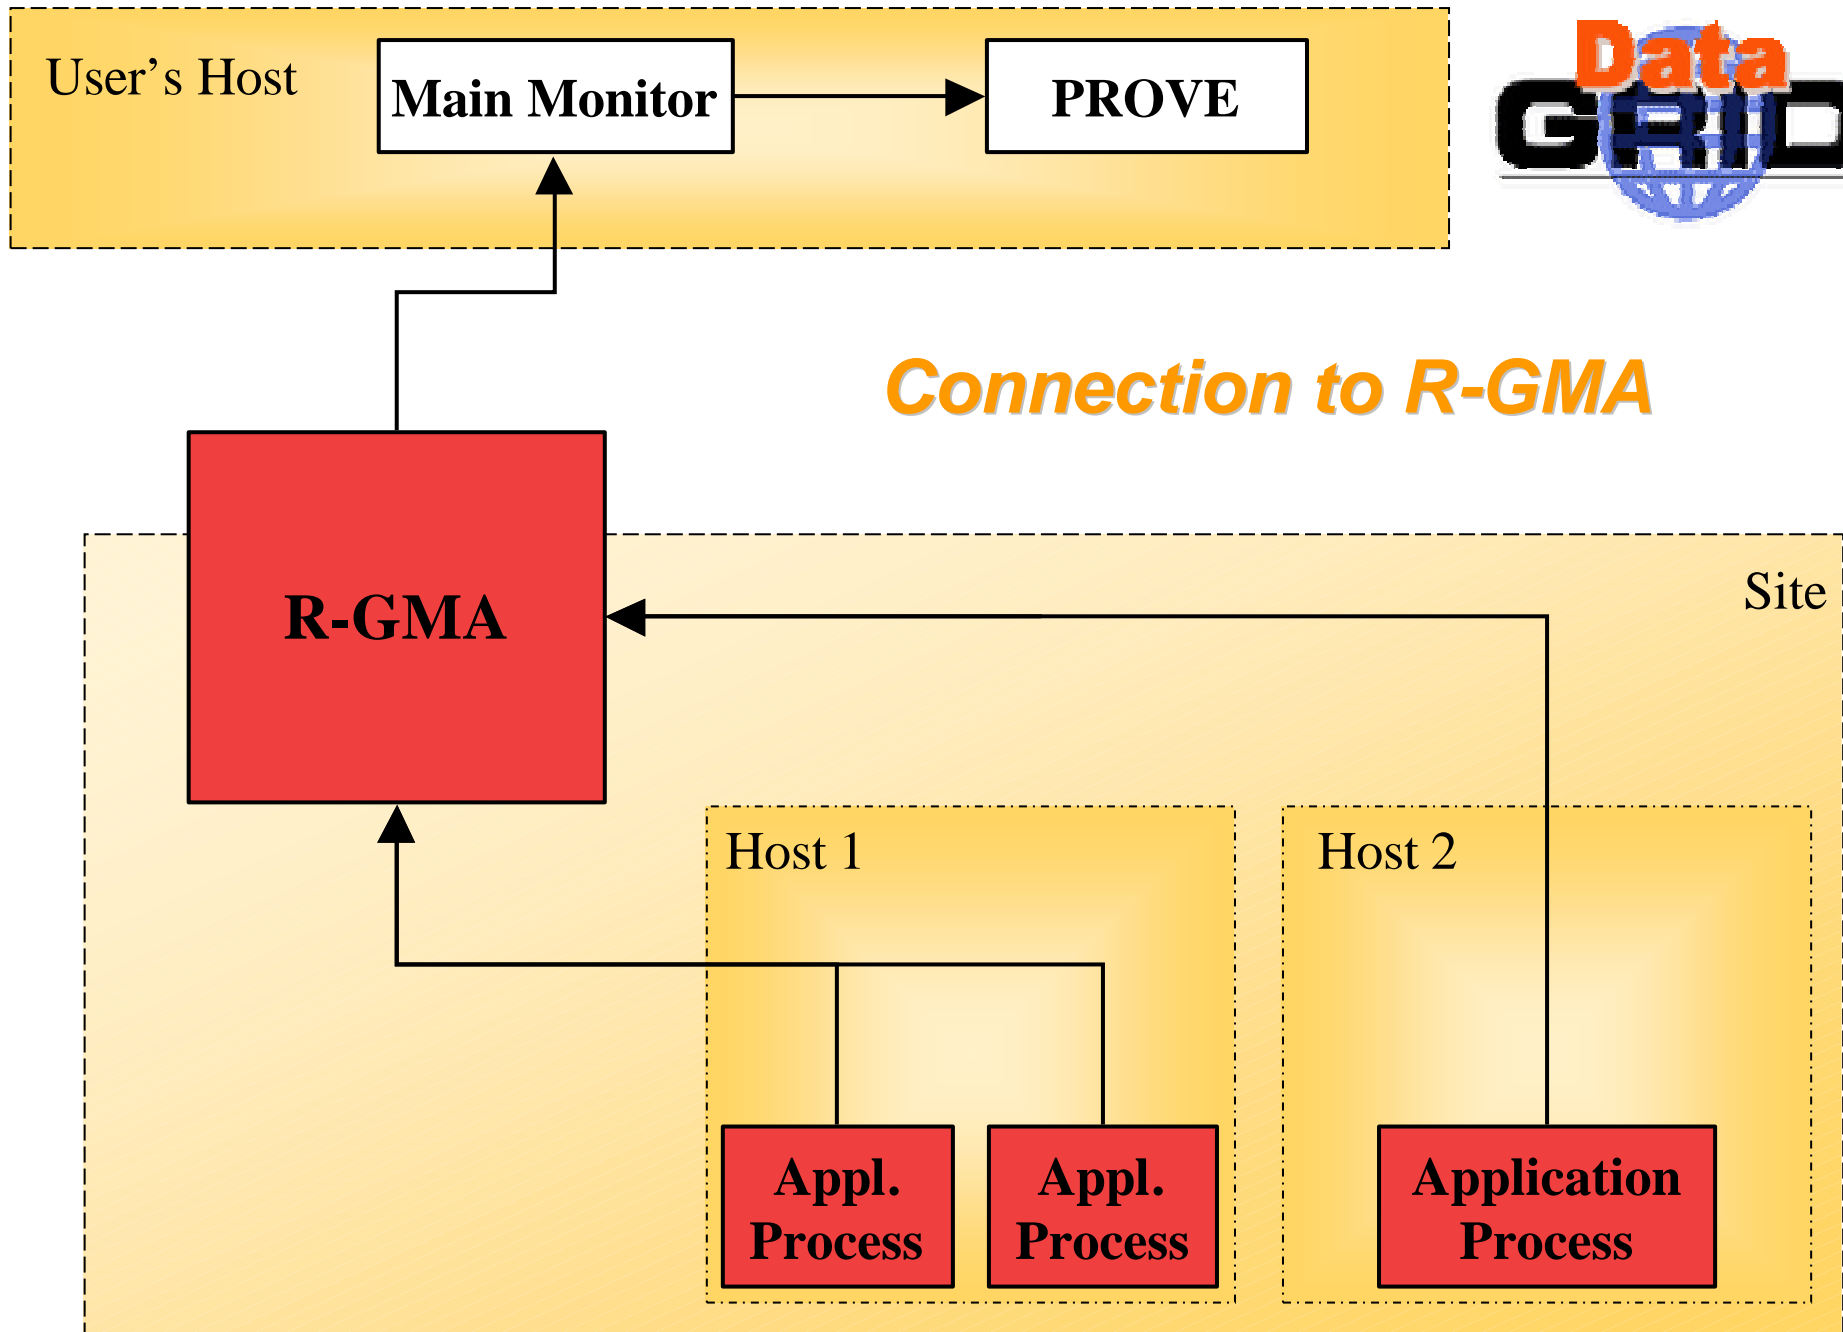 User’s Host
Main Monitor
PROVE
Data
GRID
Connection to R-GMA
R-GMA
Site
Host 1
Host 2
Appl.
Process
Appl.
Process
Application
Process